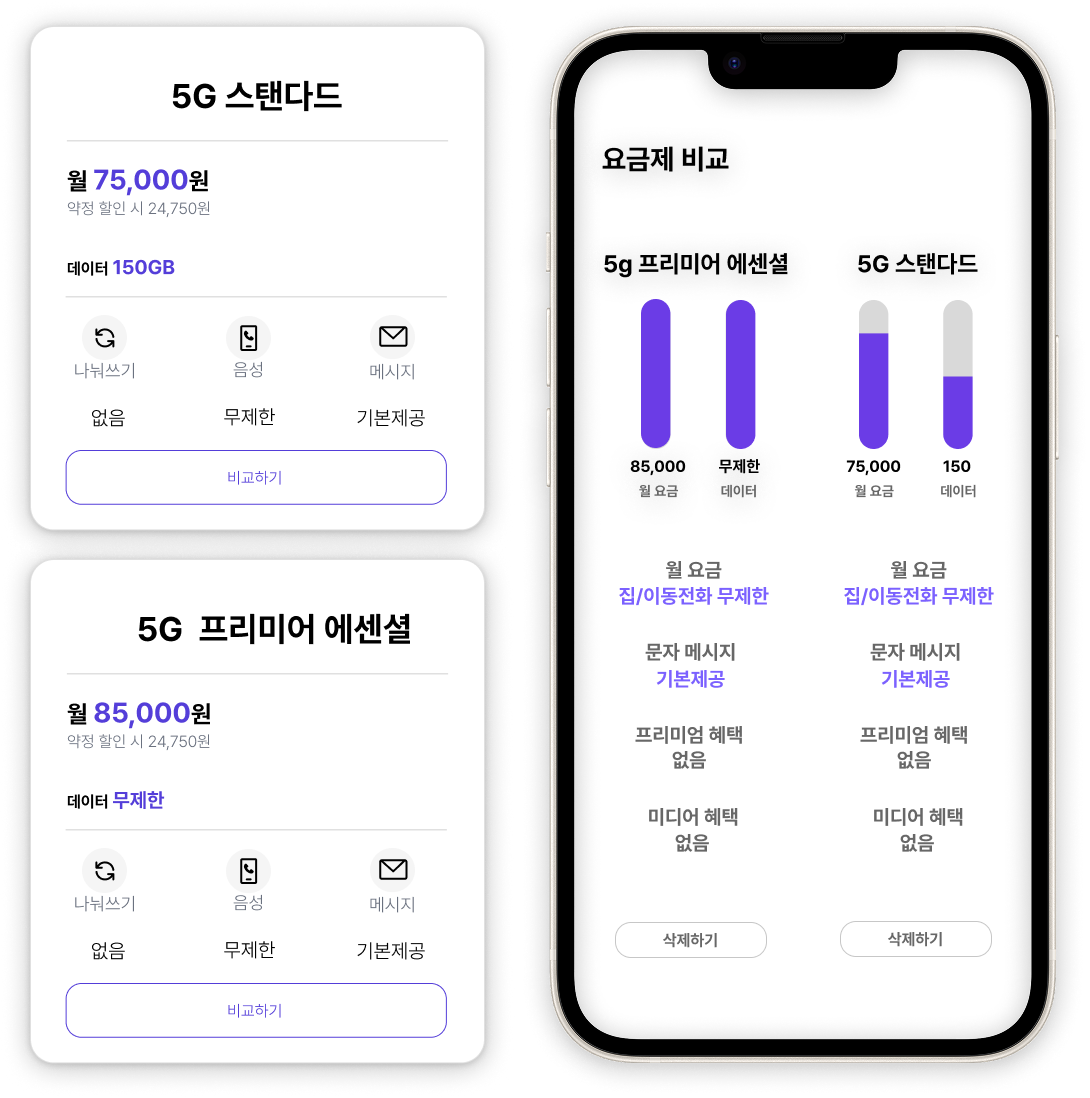 5G 스탠다드
월 75,000원
약정 할인 시 24,750원
데이터 150GB
나눠쓰기 음성 메시지
없음 무제한 기본제공
비교하기
5G 프리미어 에센셜
월 85,000원
약정 할인 시 24,750원
데이터 무제한
나눠쓰기 음성 메시지
없음 무제한 기본제공
비교하기
요금제 비교
5g 프리미어 에센셜 5G 스탠다드
85,000 무제한 75,000 150
월 요금 데이터 월 요금 데이터
월 요금 월 요금
집/이동전화 무제한 집/이동전화 무제한
문자 메시지 문자 메시지
기본제공 기본제공
프리미엄 혜택 프리미엄 혜택
없음 없음
미디어 혜택 미디어 혜택
없음 없음
삭제하기 삭제하기